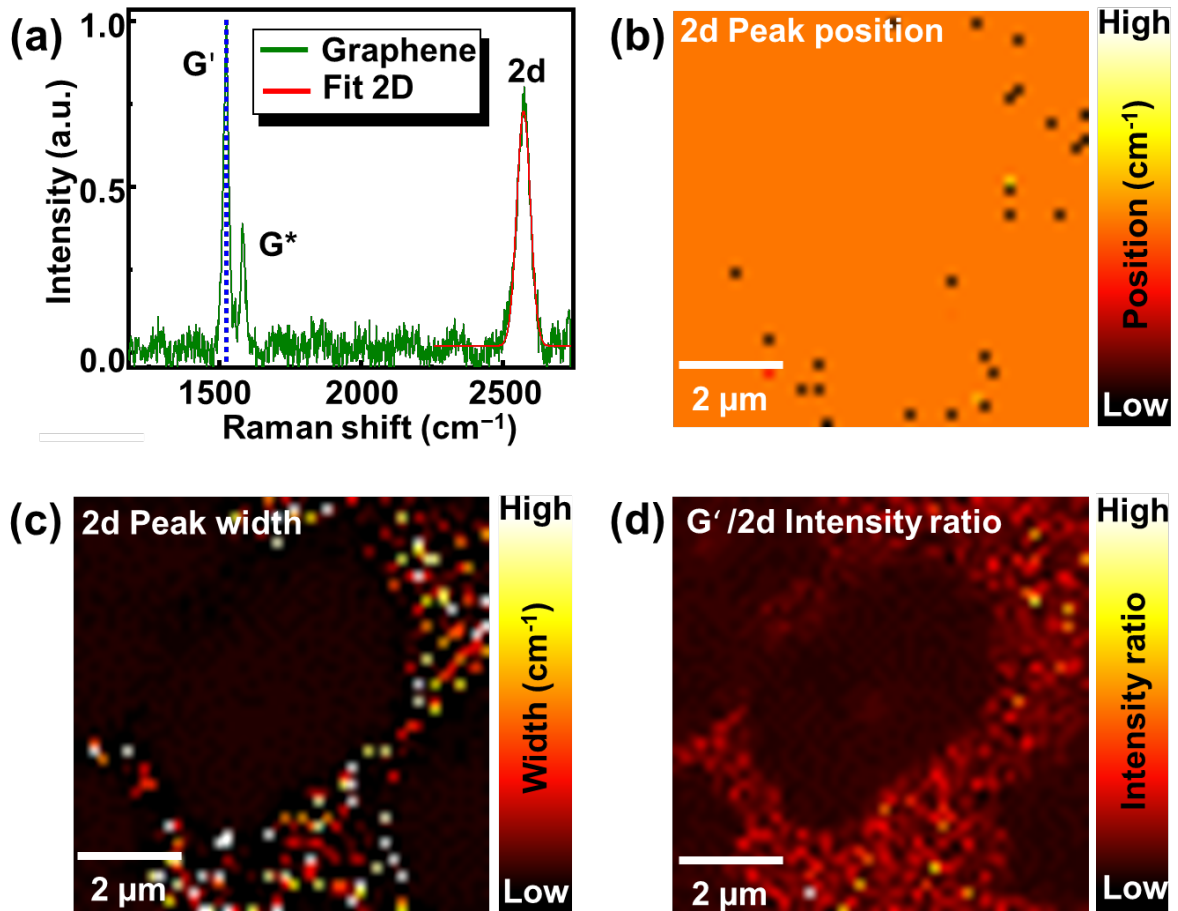 (a)
1.0
0.5
0.0
Intensity (a.u.)
G'
G*
2d
Graphene
Fit 2D
1500
2000
2500
Raman shift (cm⁻¹)
(b)
2d Peak position
2 µm
High
Position (cm⁻¹)
Low
(c)
2d Peak width
2 µm
High
Width (cm⁻¹)
Low
(d)
G‘ /2d Intensity ratio
2 µm
High
Intensity ratio
Low